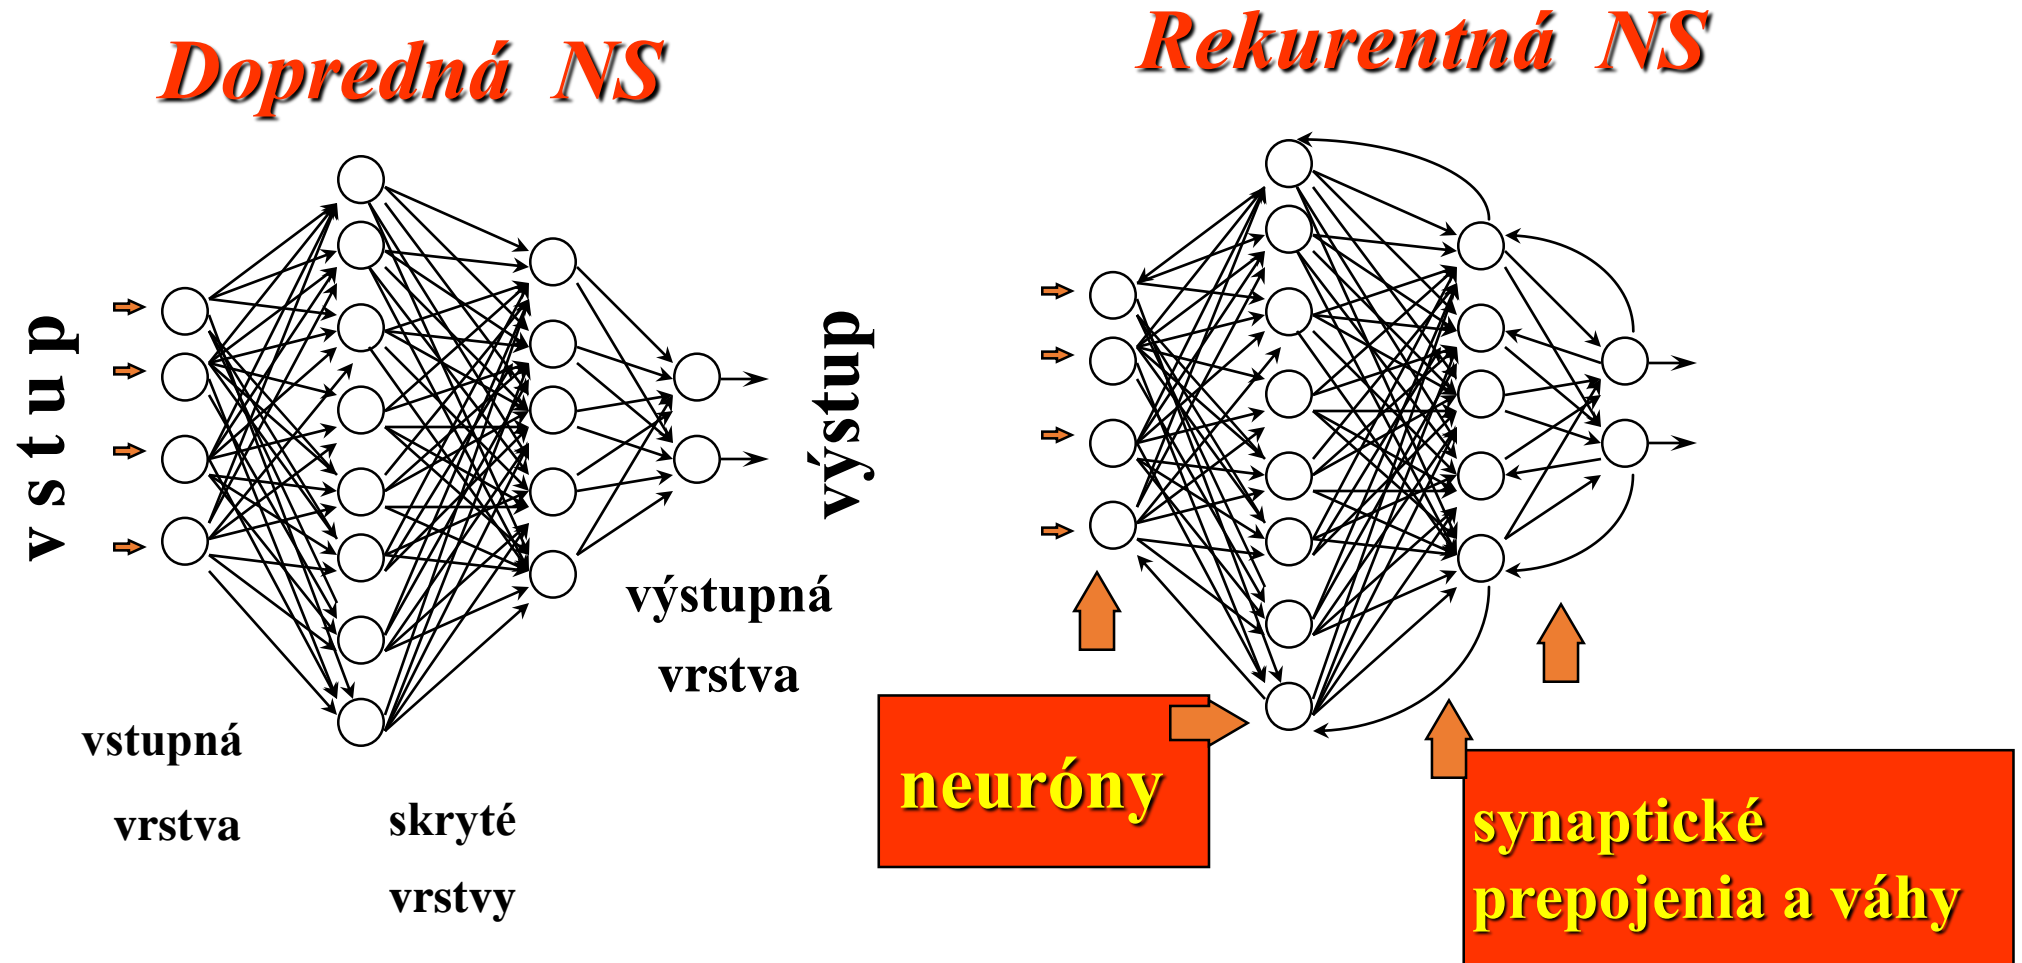 Dopredná NS
Rekurentná NS
vstup
výstup
výstupná
vrstva
vstupná
vrstva
skryté
vrstvy
neuróny
synaptické
prepojenia a váhy